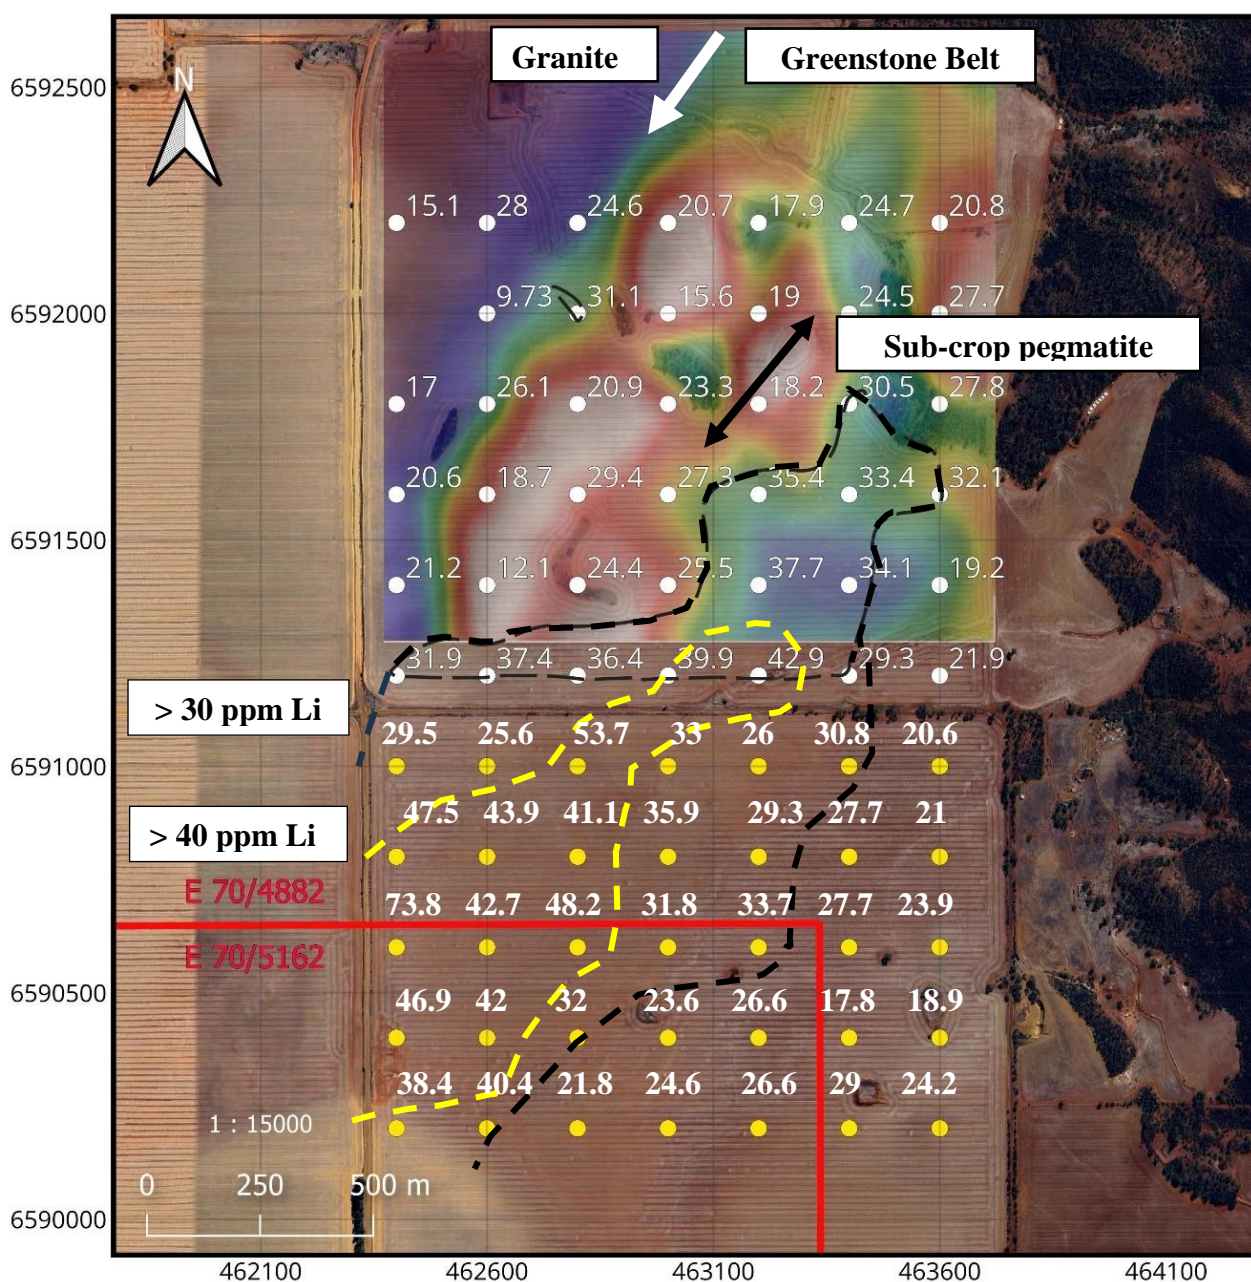 Granite
Greenstone Belt
6592500
N
15.1 28 24.6 20.7 17.9 24.7 20.8
6592000
9.73 31.1 15.6 19 24.5 27.7
Sub-crop pegmatite
17 26.1 20.9 23.3 18.2 30.5 27.8
20.6 18.7 29.4 27.3 35.4 33.4 32.1
6591500
21.2 12.1 24.4 25.5 37.7 34.1 19.2
31.9 37.4 36.4 39.9 42.9 29.3 21.9
> 30 ppm Li
29.5 25.6 53.7 33 26 30.8 20.6
6591000
47.5 43.9 41.1 35.9 29.3 27.7 21
> 40 ppm Li
E 70/4882
73.8 42.7 48.2 31.8 33.7 27.7 23.9
E 70/5162
6590500
46.9 42 32 23.6 26.6 17.8 18.9
38.4 40.4 21.8 24.6 26.6 29 24.2
1 : 15000
0 250 500 m
6590000
462100 462600 463100 463600 464100